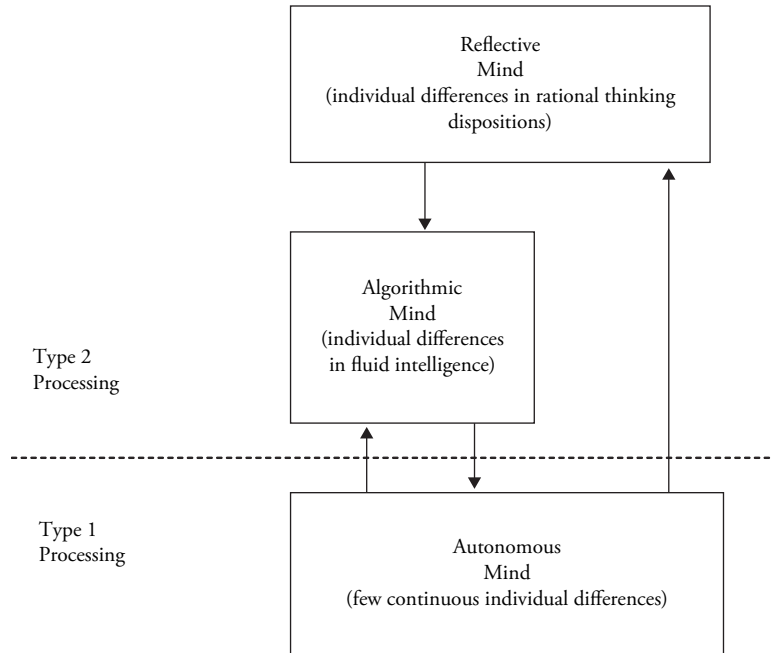 Reflective
Mind
(individual differences in rational thinking
dispositions)
Algorithmic
Mind
(individual differences
in fluid intelligence)
Type 2
Processing
Type 1
Processing
Autonomous
Mind
(few continuous individual differences)